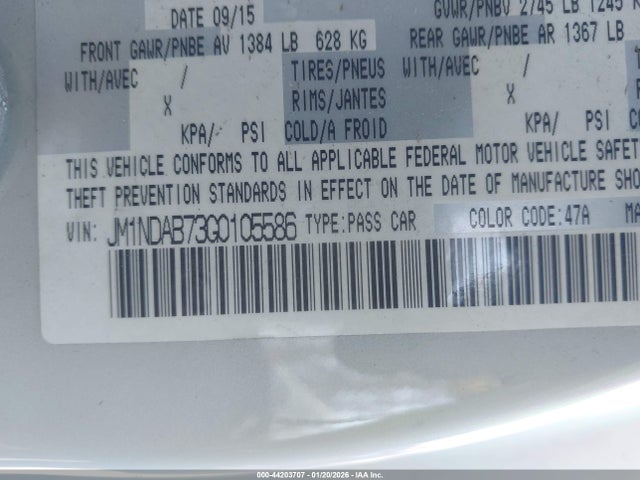 DATE 09/15 GVWR/PNBV 2745 LB 1245 K
FRONT GAWR/PNBE AV 1384 LB 628 KG REAR GAWR/PNBE AR 1367 LB
WITH/AVEC / TIRES/PNEUS WITH/AVEC /
X RIMS/JANTES X
KPA/ PSI COLD/A FROID KPA/ PSI
THIS VEHICLE CONFORMS TO ALL APPLICABLE FEDERAL MOTOR VEHICLE SAFET
THEFT PREVENTION STANDARDS IN EFFECT ON THE DATE OF MANUFACTURE SHO
VIN: JM1NDAB73G0105586 TYPE:PASS CAR COLOR CODE:47A MA
000-44203707 - 01/20/2026 - IAA Inc.